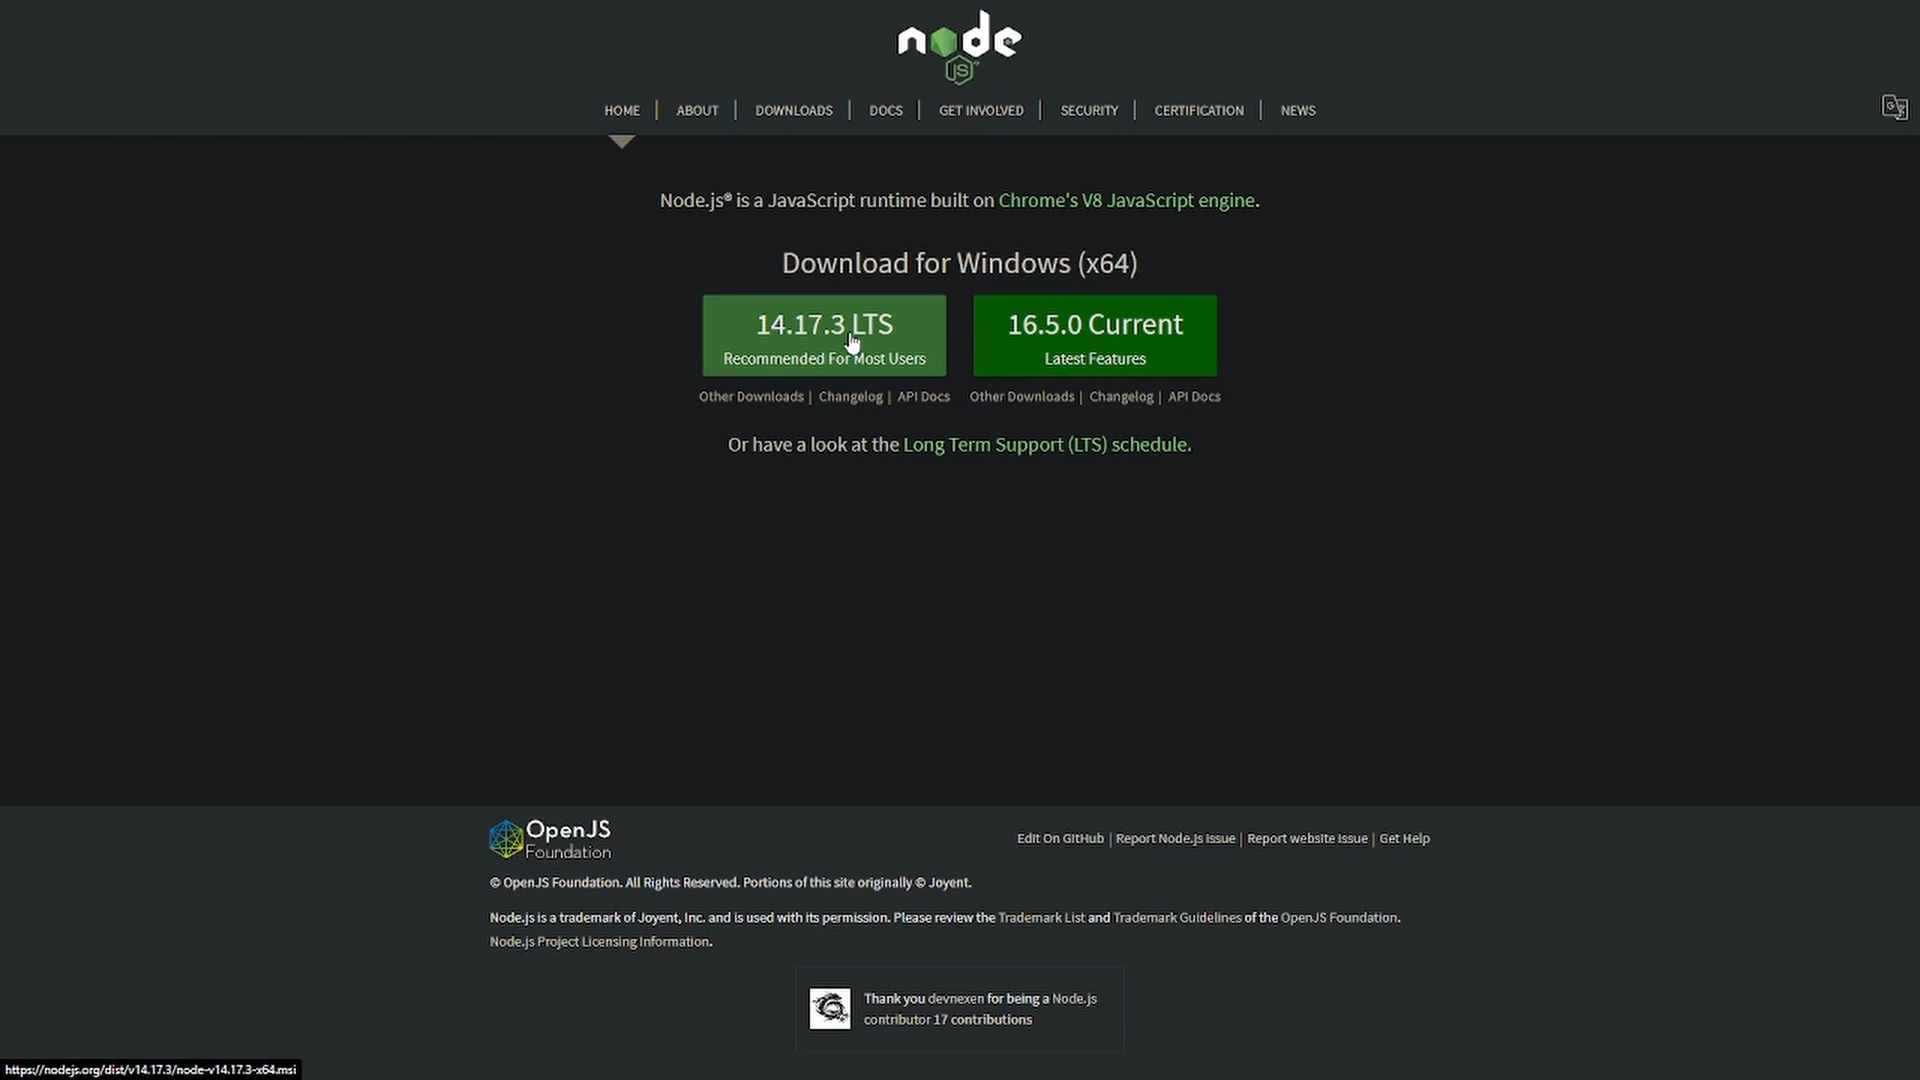 node
JS
HOME | ABOUT | DOWNLOADS | DOCS | GET INVOLVED | SECURITY | CERTIFICATION | NEWS
Node.js® is a JavaScript runtime built on Chrome's V8 JavaScript engine.
Download for Windows (x64)
14.17.3 LTS
Recommended For Most Users
16.5.0 Current
Latest Features
Other Downloads | Changelog | API Docs
Other Downloads | Changelog | API Docs
Or have a look at the Long Term Support (LTS) schedule.
OpenJS
Foundation
Edit On GitHub | Report Node.js Issue | Report website Issue | Get Help
© OpenJS Foundation. All Rights Reserved. Portions of this site originally © Joyent.
Node.js is a trademark of Joyent, Inc. and is used with its permission. Please review the Trademark List and Trademark Guidelines of the OpenJS Foundation.
Node.js Project Licensing Information.
Thank you devnexen for being a Node.js
contributor 17 contributions
https://nodejs.org/dist/v14.17.3/node-v14.17.3-x64.msi